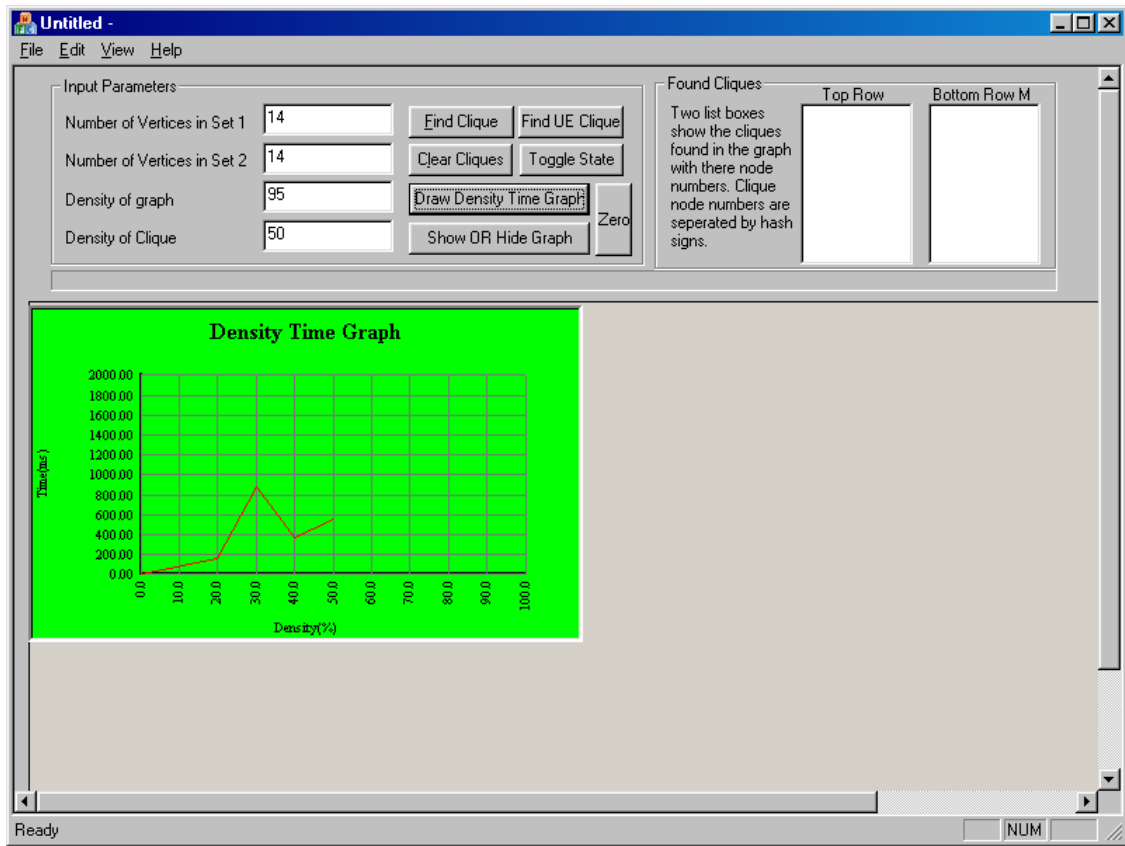 Untitled -
File Edit View Help
Input Parameters
Number of Vertices in Set 1
14
Find Clique
Find UE Clique
Number of Vertices in Set 2
14
Clear Cliques
Toggle State
Density of graph
95
Draw Density Time Graph
Zero
Density of Clique
50
Show OR Hide Graph
Found Cliques
Two list boxes
show the cliques
found in the graph
with there node
numbers. Clique
node numbers are
seperated by hash
signs.
Top Row
Bottom Row M
Density Time Graph
2000.00
1800.00
1600.00
1400.00
1200.00
1000.00
800.00
600.00
400.00
200.00
0.00
Time(ms)
0.0 10.0 20.0 30.0 40.0 50.0 60.0 70.0 80.0 90.0 100.0
Density(%)
Ready
NUM